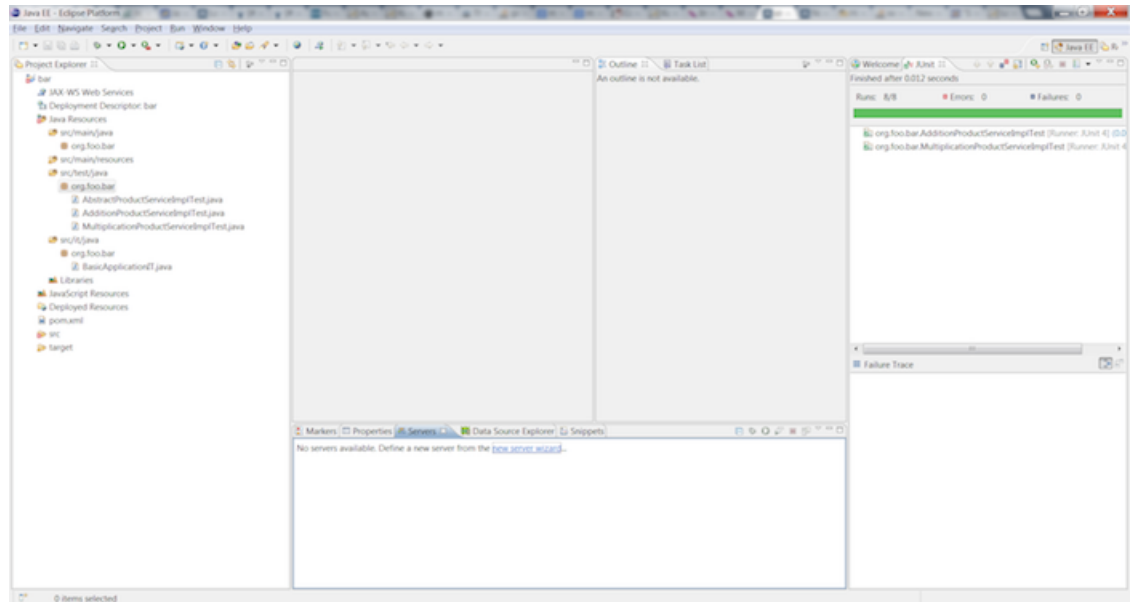 Java EE - Eclipse Platform
File Edit Navigate Search Project Run Window Help
Java EE
Project Explorer
bar
JAX-WS Web Services
Deployment Descriptor: bar
Java Resources
src/main/java
org.foo.bar
src/main/resources
src/test/java
org.foo.bar
AbstractProductServiceImplTest.java
AdditionProductServiceImplTest.java
MultiplicationProductServiceImplTest.java
src/it/java
org.foo.bar
BasicApplicationIT.java
Libraries
JavaScript Resources
Deployed Resources
pom.xml
src
target
Outline Task List
An outline is not available.
Welcome JUnit
Finished after 0.012 seconds
Runs: 8/8 Errors: 0 Failures: 0
org.foo.bar.AdditionProductServiceImplTest [Runner: JUnit 4] (0.0
org.foo.bar.MultiplicationProductServiceImplTest [Runner: JUnit 4
Failure Trace
Markers Properties Servers Data Source Explorer Snippets
No servers available. Define a new server from the new server wizard...
0 items selected